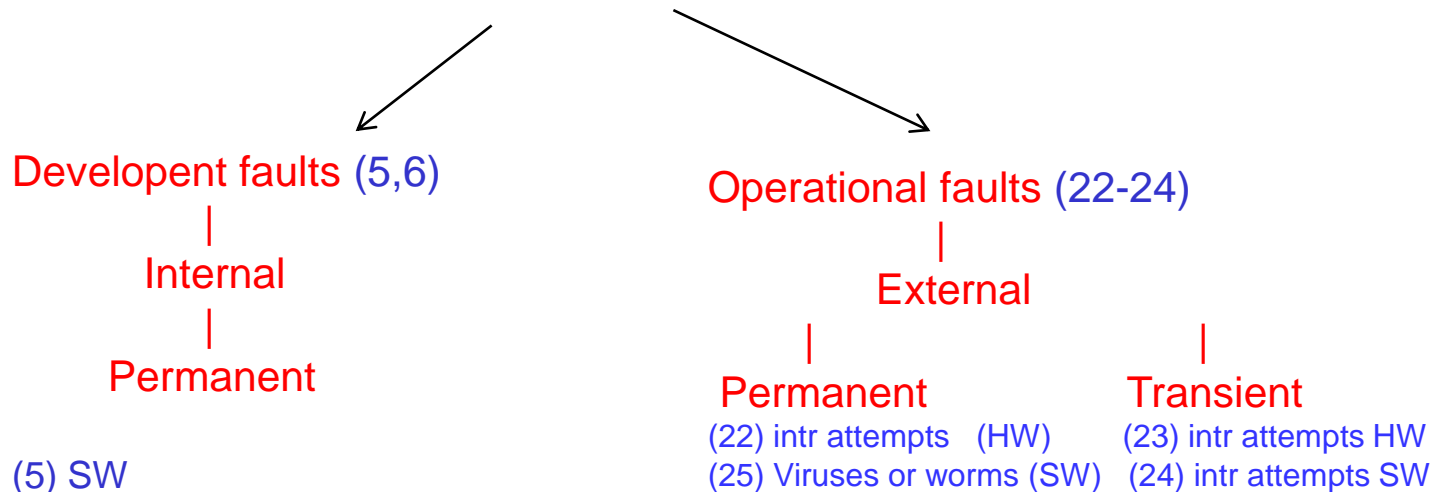 Developent faults (5,6)
Operational faults (22-24)
Internal
External
Permanent
Permanent Transient
(22) intr attempts (HW) (23) intr attempts HW
(5) SW
(25) Viruses or worms (SW) (24) intr attempts SW